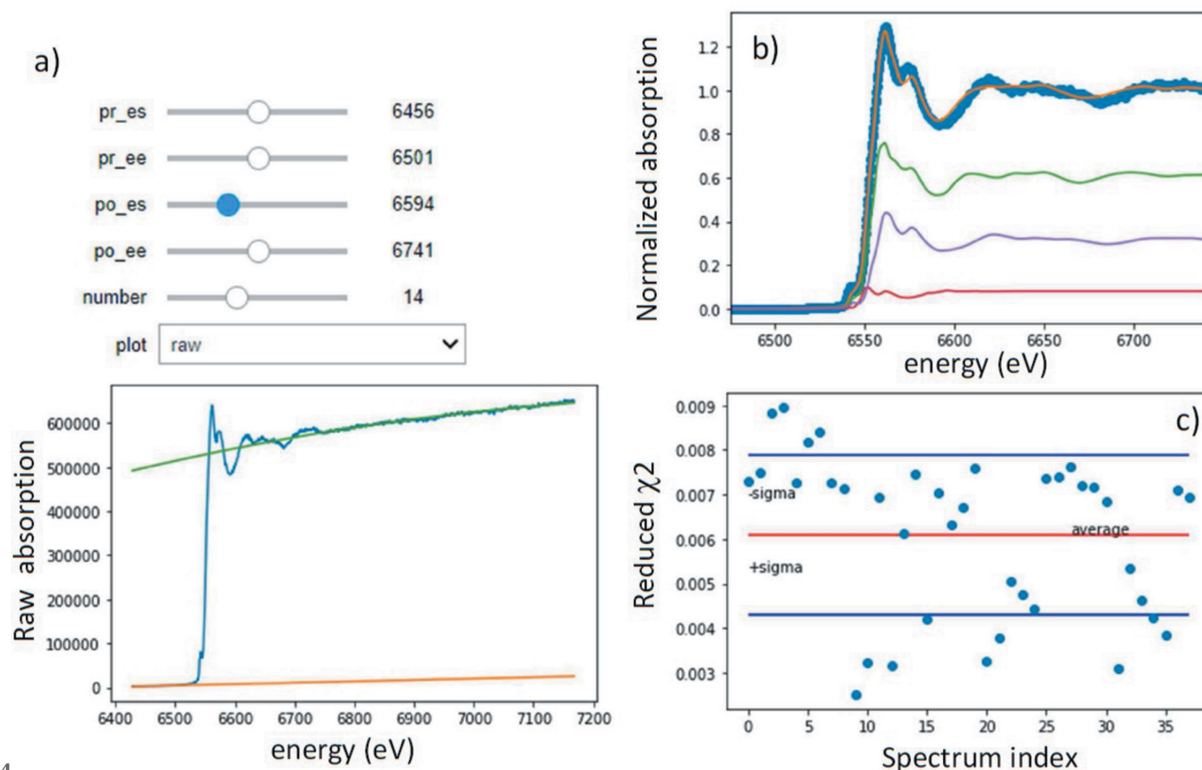 a)
pr_es 6456
pr_ee 6501
po_es 6594
po_ee 6741
number 14
plot raw
Raw absorption
600000
500000
400000
300000
200000
100000
0
6400 6500 6600 6700 6800 6900 7000 7100 7200
energy (eV)
b)
Normalized absorption
1.2
1.0
0.8
0.6
0.4
0.2
0.0
6500 6550 6600 6650 6700
energy (eV)
c)
Reduced χ2
0.009
0.008
0.007
-sigma
0.006
average
+sigma
0.005
0.004
0.003
0 5 10 15 20 25 30 35
Spectrum index